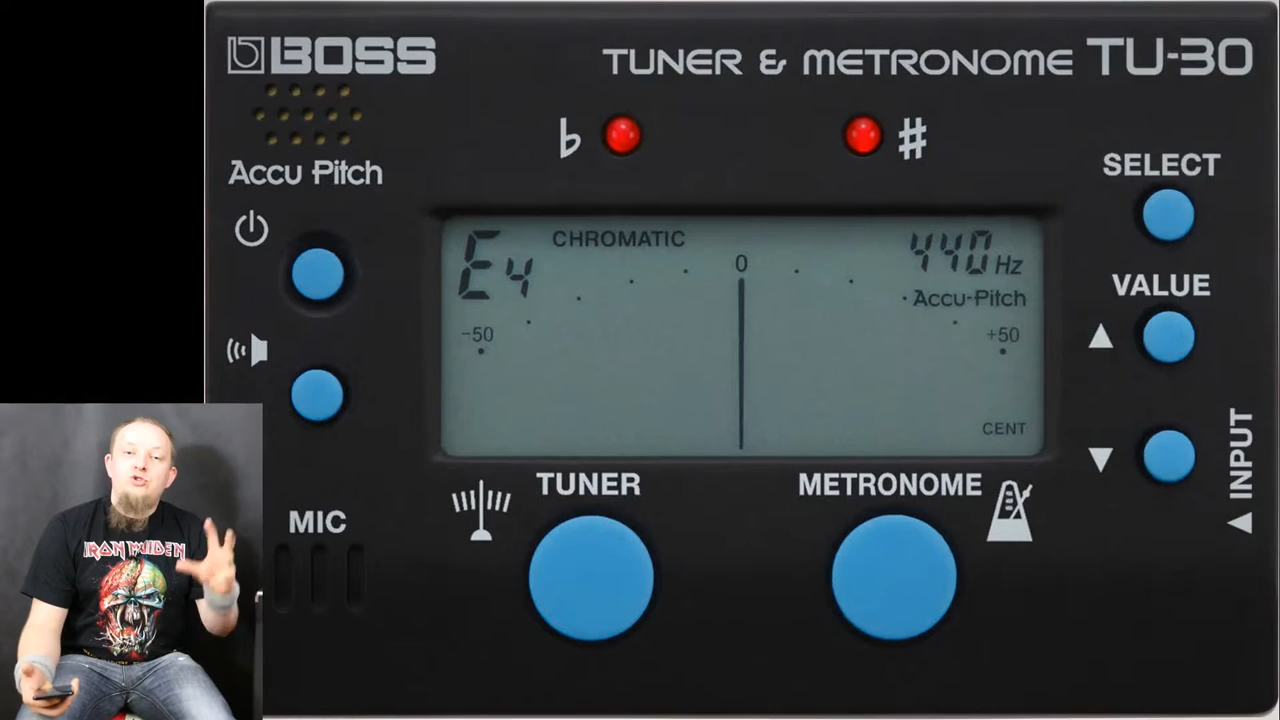 BOSS
TUNER & METRONOME TU-30
♭
♯
Accu Pitch
SELECT
E4
CHROMATIC
0
440 Hz
Accu-Pitch
-50
+50
CENT
VALUE
INPUT
TUNER
METRONOME
MIC
IRON MAIDEN